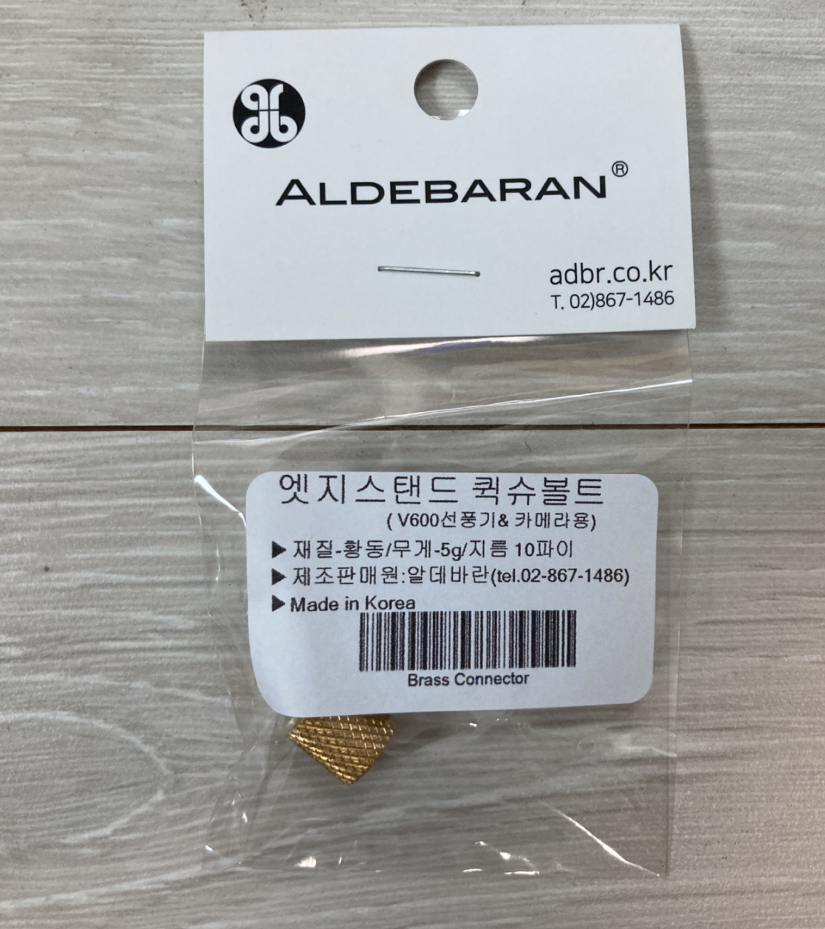 ALDEBARAN®
adbr.co.kr
T. 02)867-1486
엣지스탠드 퀵슈볼트
( V600선풍기& 카메라용)
▶ 재질-황동/무게-5g/지름 10파이
▶ 제조판매원:알데바란(tel.02-867-1486)
▶ Made in Korea
Brass Connector